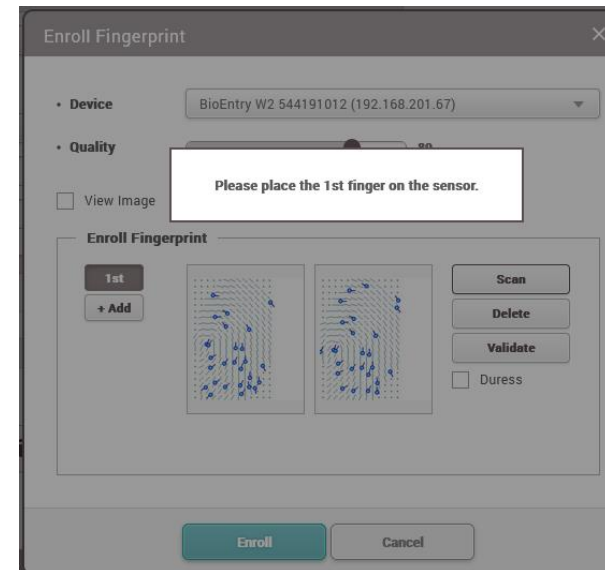 Enroll Fingerprint
• Device
BioEntry W2 544191012 (192.168.201.67)
• Quality
80
Please place the 1st finger on the sensor.
View Image
Enroll Fingerprint
1st
+ Add
Scan
Delete
Validate
Duress
Enroll
Cancel